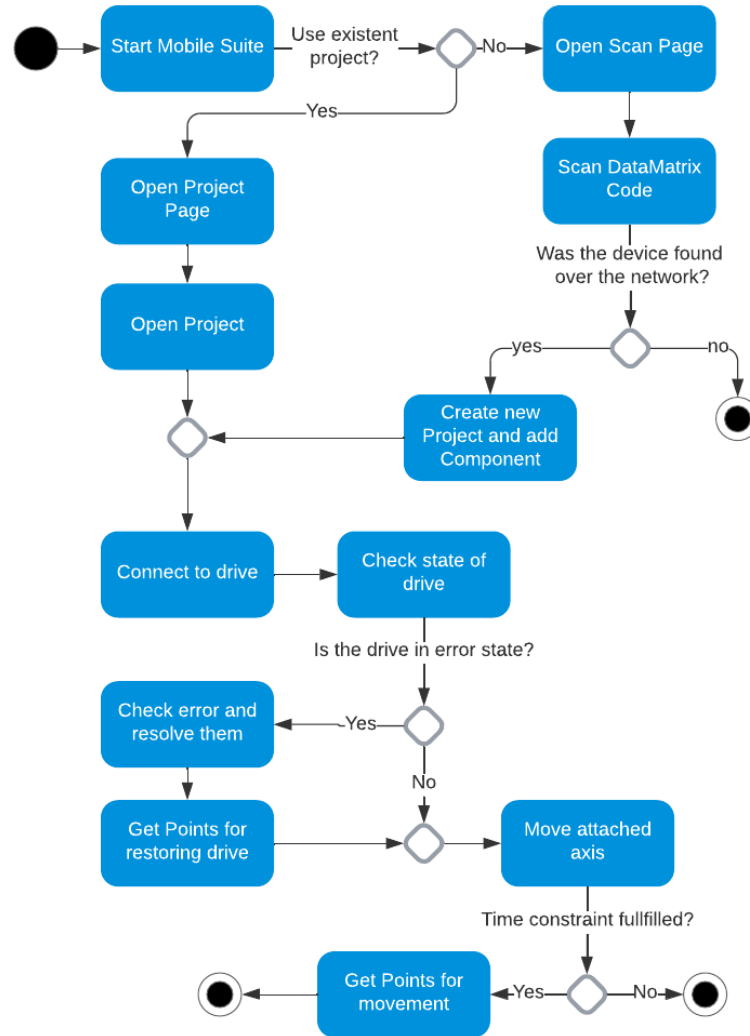 Start Mobile Suite
Use existent
project?
No
Open Scan Page
Yes
Open Project
Page
Scan DataMatrix
Code
Was the device found
over the network?
Open Project
yes
no
Create new
Project and add
Component
Connect to drive
Check state of
drive
Is the drive in error state?
Check error and
resolve them
Yes
No
Get Points for
restoring drive
Move attached
axis
Time constraint fullfilled?
Get Points for
movement
Yes
No